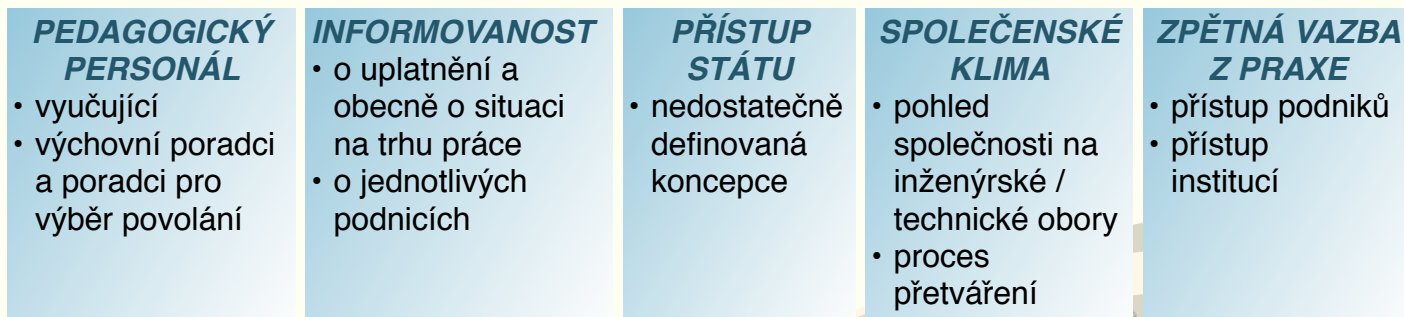 PEDAGOGICKÝ
PERSONÁL
• vyučující
• výchovní poradci
a poradci pro
výběr povolání
INFORMOVANOST
• o uplatnění a
obecně o situaci
na trhu práce
• o jednotlivých
podnicích
PŘÍSTUP
STÁTU
• nedostatečně
definovaná
koncepce
SPOLEČENSKÉ
KLIMA
• pohled
společnosti na
inženýrské /
technické obory
• proces
přetváření
ZPĚTNÁ VAZBA
Z PRAXE
• přístup podniků
• přístup
institucí